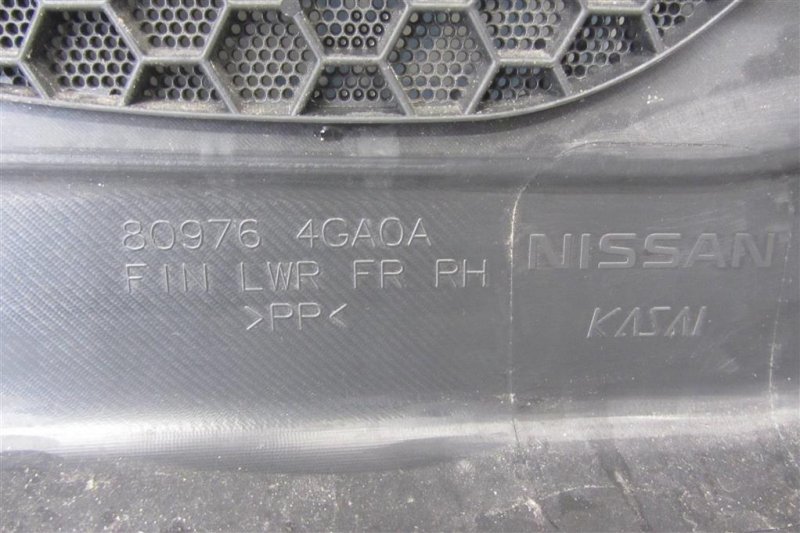 80976 4GA0A
FIN LWR FR RH
>PP<
NISSAN
KASAI